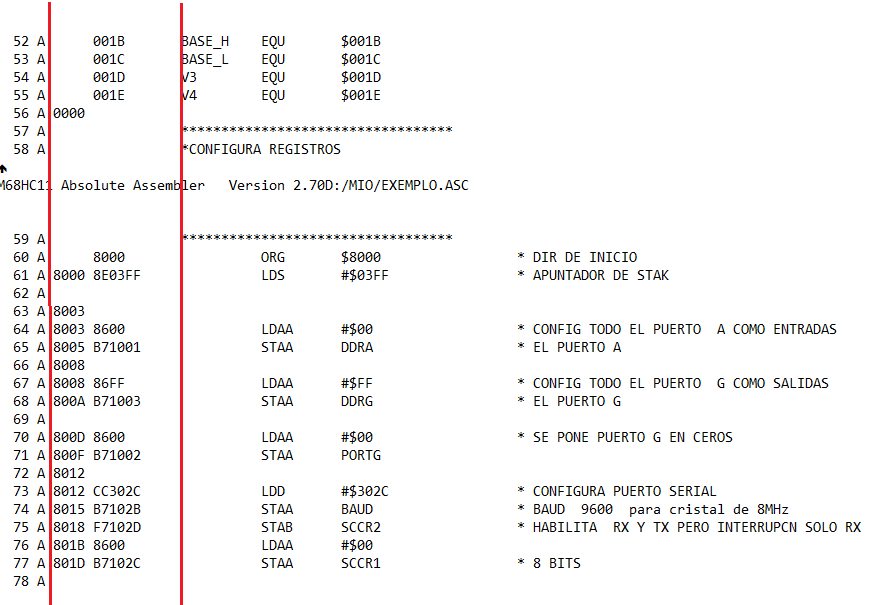 52 A      001B       BASE_H    EQU       $001B
53 A      001C       BASE_L    EQU       $001C
54 A      001D       V3        EQU       $001D
55 A      001E       V4        EQU       $001E
56 A 0000
57 A                 **********************************
58 A                 *CONFIGURA REGISTROS
M68HC11 Absolute Assembler   Version 2.70D:/MIO/EXEMPLO.ASC
59 A                 **********************************
60 A      8000                 ORG       $8000                 * DIR DE INICIO
61 A 8000 8E03FF               LDS       #$03FF                * APUNTADOR DE STAK
62 A
63 A 8003
64 A 8003 8600                 LDAA      #$00                  * CONFIG TODO EL PUERTO  A COMO ENTRADAS
65 A 8005 B71001               STAA      DDRA                  * EL PUERTO A
66 A 8008
67 A 8008 86FF                 LDAA      #$FF                  * CONFIG TODO EL PUERTO  G COMO SALIDAS
68 A 800A B71003               STAA      DDRG                  * EL PUERTO G
69 A
70 A 800D 8600                 LDAA      #$00                  * SE PONE PUERTO G EN CEROS
71 A 800F B71002               STAA      PORTG
72 A 8012
73 A 8012 CC302C               LDD       #$302C                * CONFIGURA PUERTO SERIAL
74 A 8015 B7102B               STAA      BAUD                  * BAUD  9600  para cristal de 8MHz
75 A 8018 F7102D               STAB      SCCR2                 * HABILITA  RX Y TX PERO INTERRUPCN SOLO RX
76 A 801B 8600                 LDAA      #$00
77 A 801D B7102C               STAA      SCCR1                 * 8 BITS
78 A